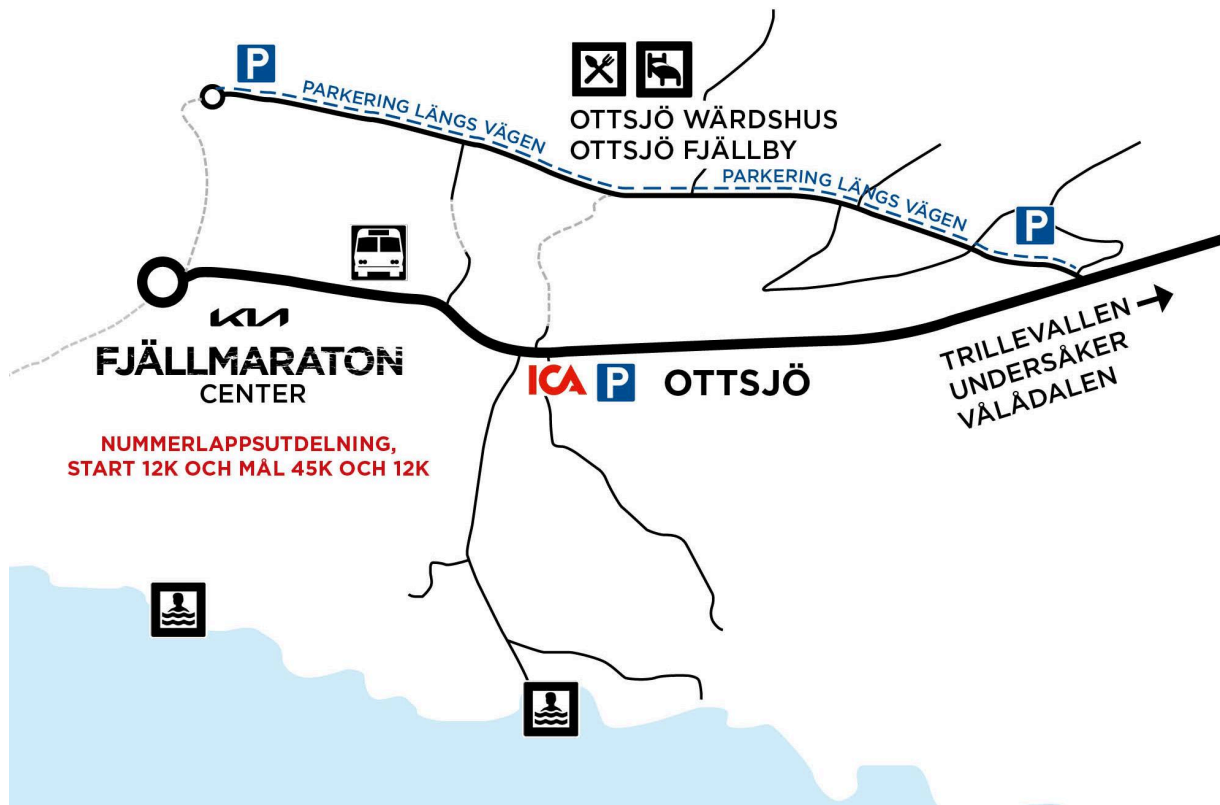 P
PARKERING LÄNGS VÄGEN
OTTSJÖ WÄRDSHUS
OTTSJÖ FJÄLLBY
PARKERING LÄNGS VÄGEN
P
KIA
FJÄLLMARATON
CENTER
NUMMERLAPPSUTDELNING,
START 12K OCH MÅL 45K OCH 12K
ICA P OTTSJÖ
TRILLEVALLEN
UNDERSÅKER
VÅLÅDALEN